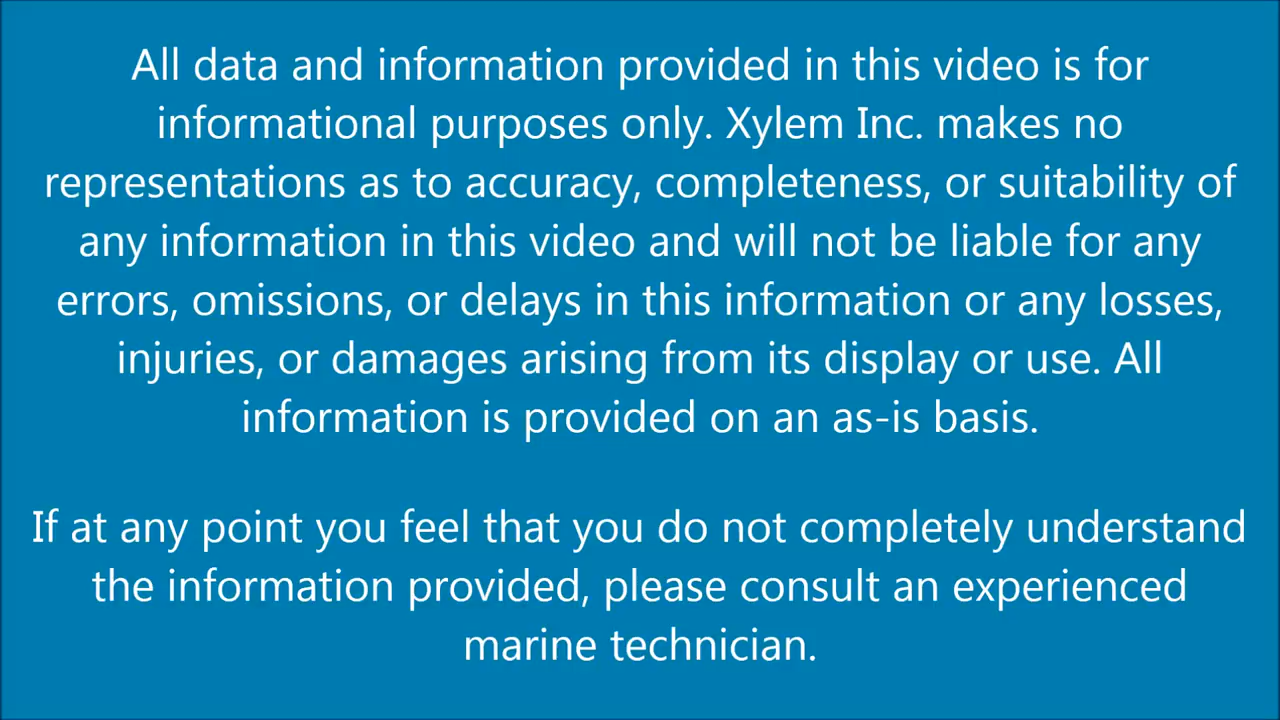 All data and information provided in this video is for
informational purposes only. Xylem Inc. makes no
representations as to accuracy, completeness, or suitability of
any information in this video and will not be liable for any
errors, omissions, or delays in this information or any losses,
injuries, or damages arising from its display or use. All
information is provided on an as-is basis.
If at any point you feel that you do not completely understand
the information provided, please consult an experienced
marine technician.